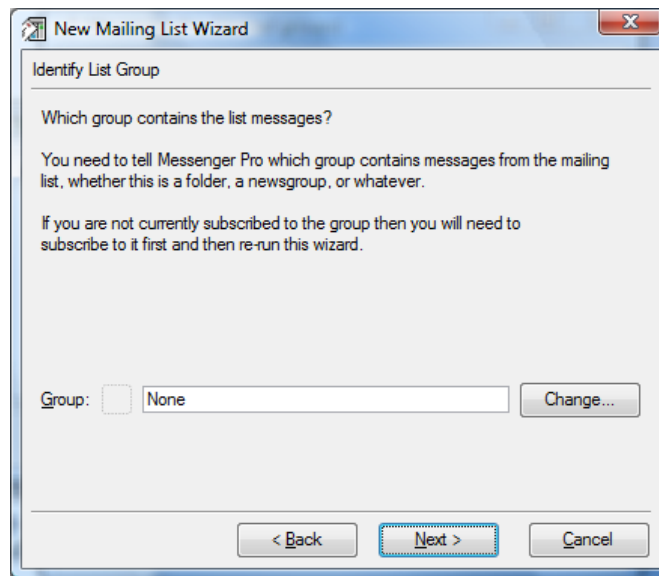 New Mailing List Wizard
Identify List Group
Which group contains the list messages?
You need to tell Messenger Pro which group contains messages from the mailing
list, whether this is a folder, a newsgroup, or whatever.
If you are not currently subscribed to the group then you will need to
subscribe to it first and then re-run this wizard.
Group: None Change...
< Back Next > Cancel